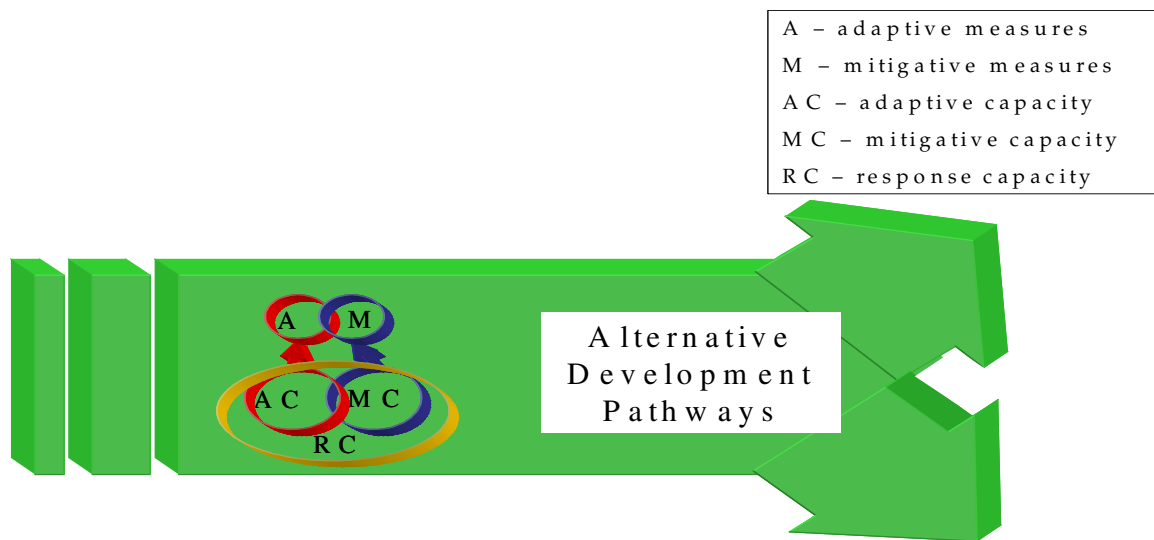 A – adaptive measures
M – mitigative measures
AC – adaptive capacity
MC – mitigative capacity
RC – response capacity
A M
AC MC
RC
Alternative
Development
Pathways